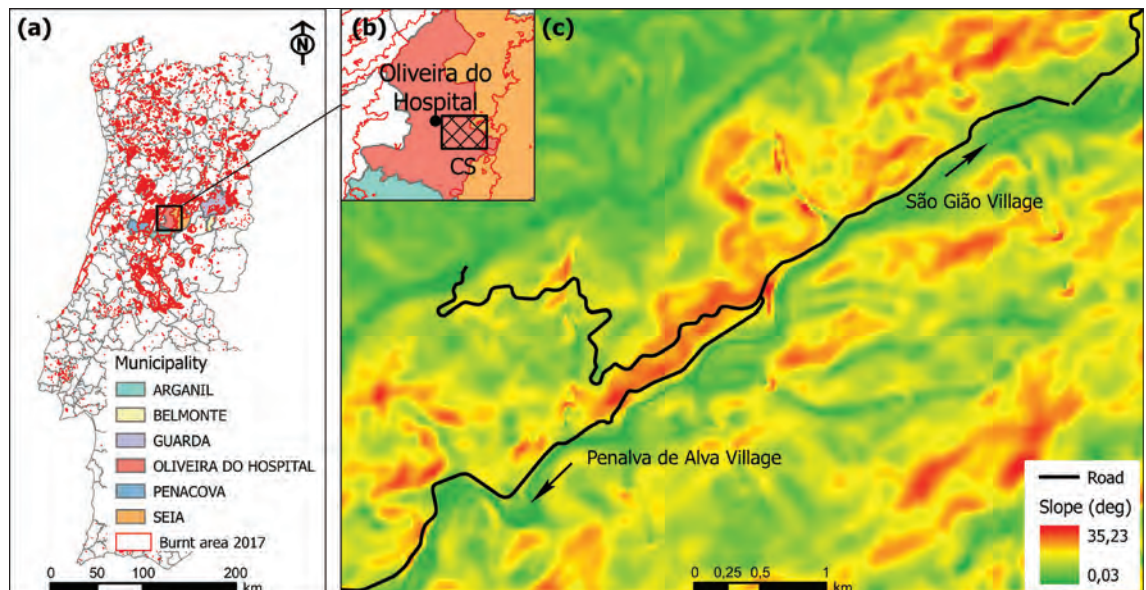 (a)
N
Municipality
ARGANIL
BELMONTE
GUARDA
OLIVEIRA DO HOSPITAL
PENACOVA
SEIA
Burnt area 2017
0 50 100 200
km
(b)
Oliveira do
Hospital
CS
(c)
São Gião Village
Penalva de Alva Village
Road
Slope (deg)
35,23
0,03
0 0,25 0,5 1
km